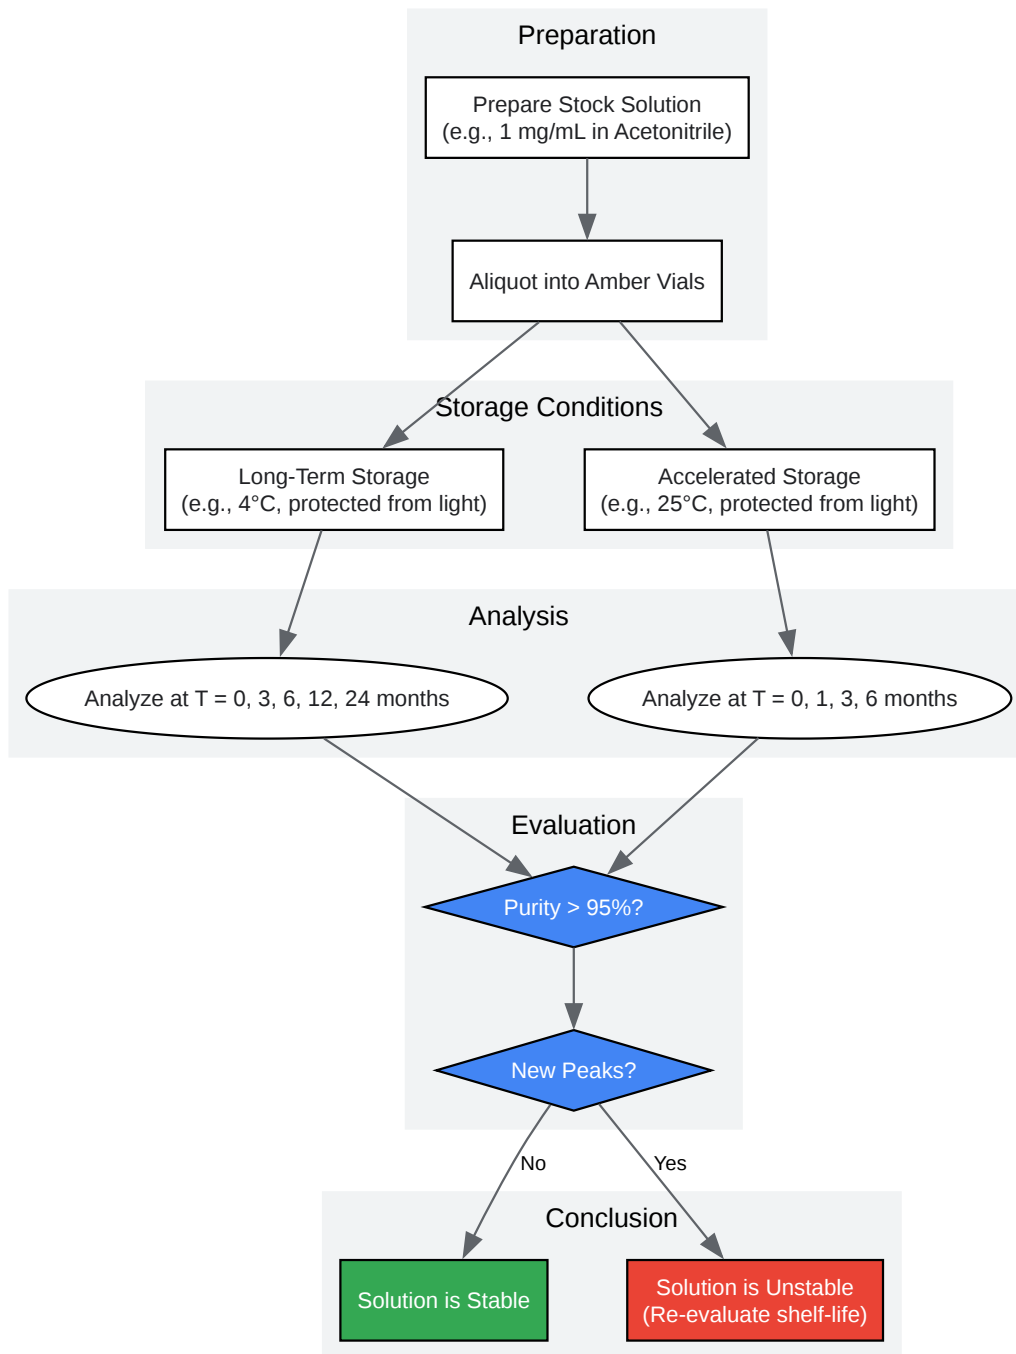 Preparation
Prepare Stock Solution
(e.g., 1 mg/mL in Acetonitrile)
Aliquot into Amber Vials
Storage Conditions
Long-Term Storage
(e.g., 4°C, protected from light)
Accelerated Storage
(e.g., 25°C, protected from light)
Analysis
Analyze at T = 0, 3, 6, 12, 24 months
Analyze at T = 0, 1, 3, 6 months
Evaluation
Purity > 95%?
New Peaks?
No
Yes
Conclusion
Solution is Stable
Solution is Unstable
(Re-evaluate shelf-life)